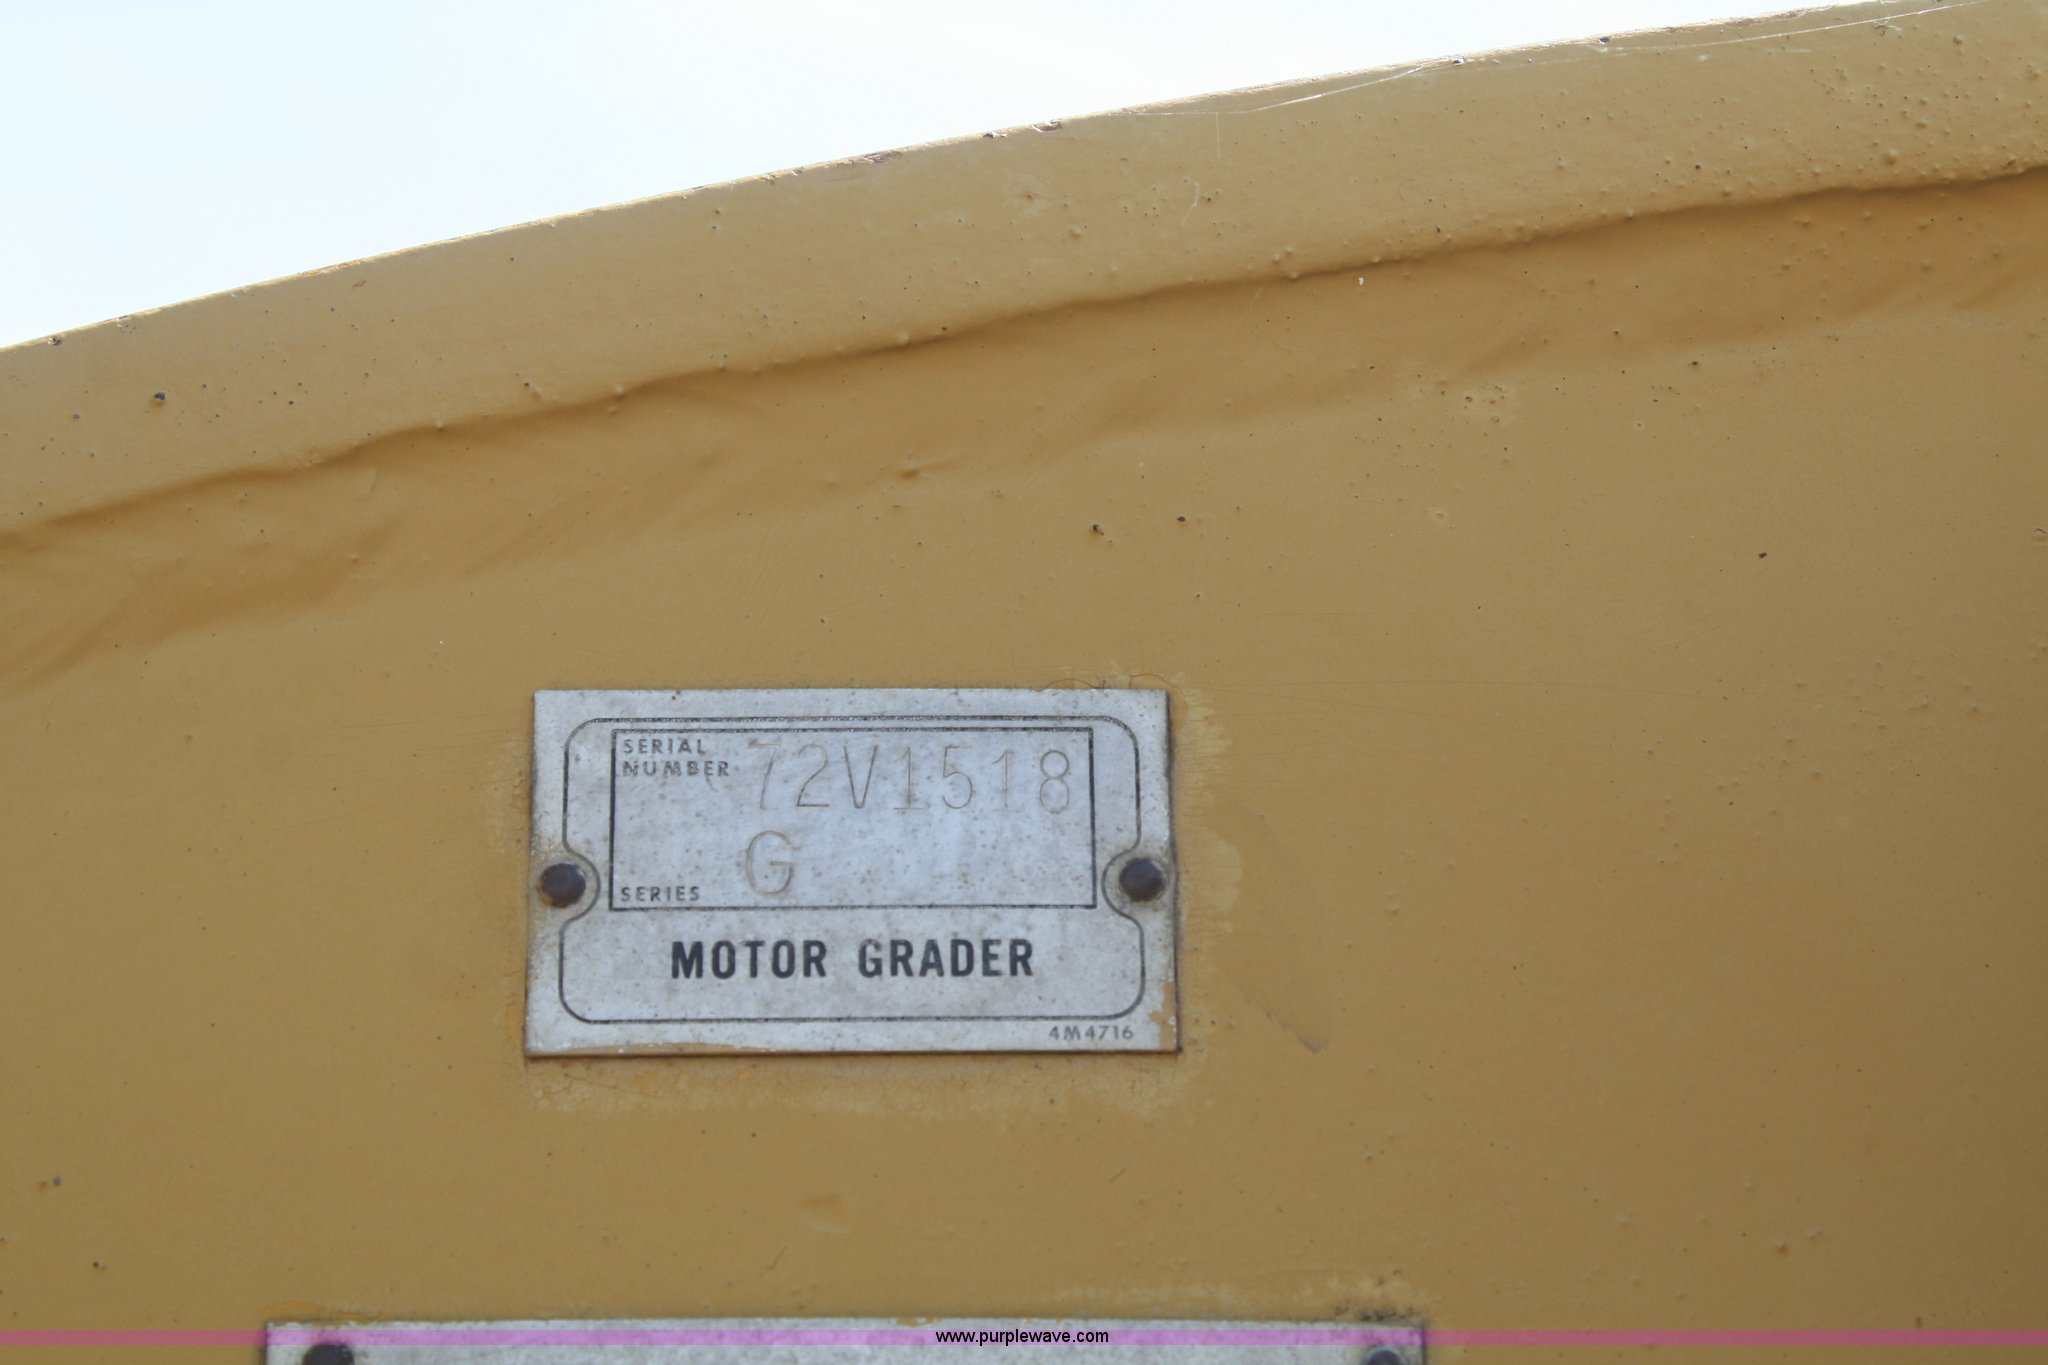 SERIAL
NUMBER 72V1518
SERIES G
MOTOR GRADER
4M4716
www.purplewave.com